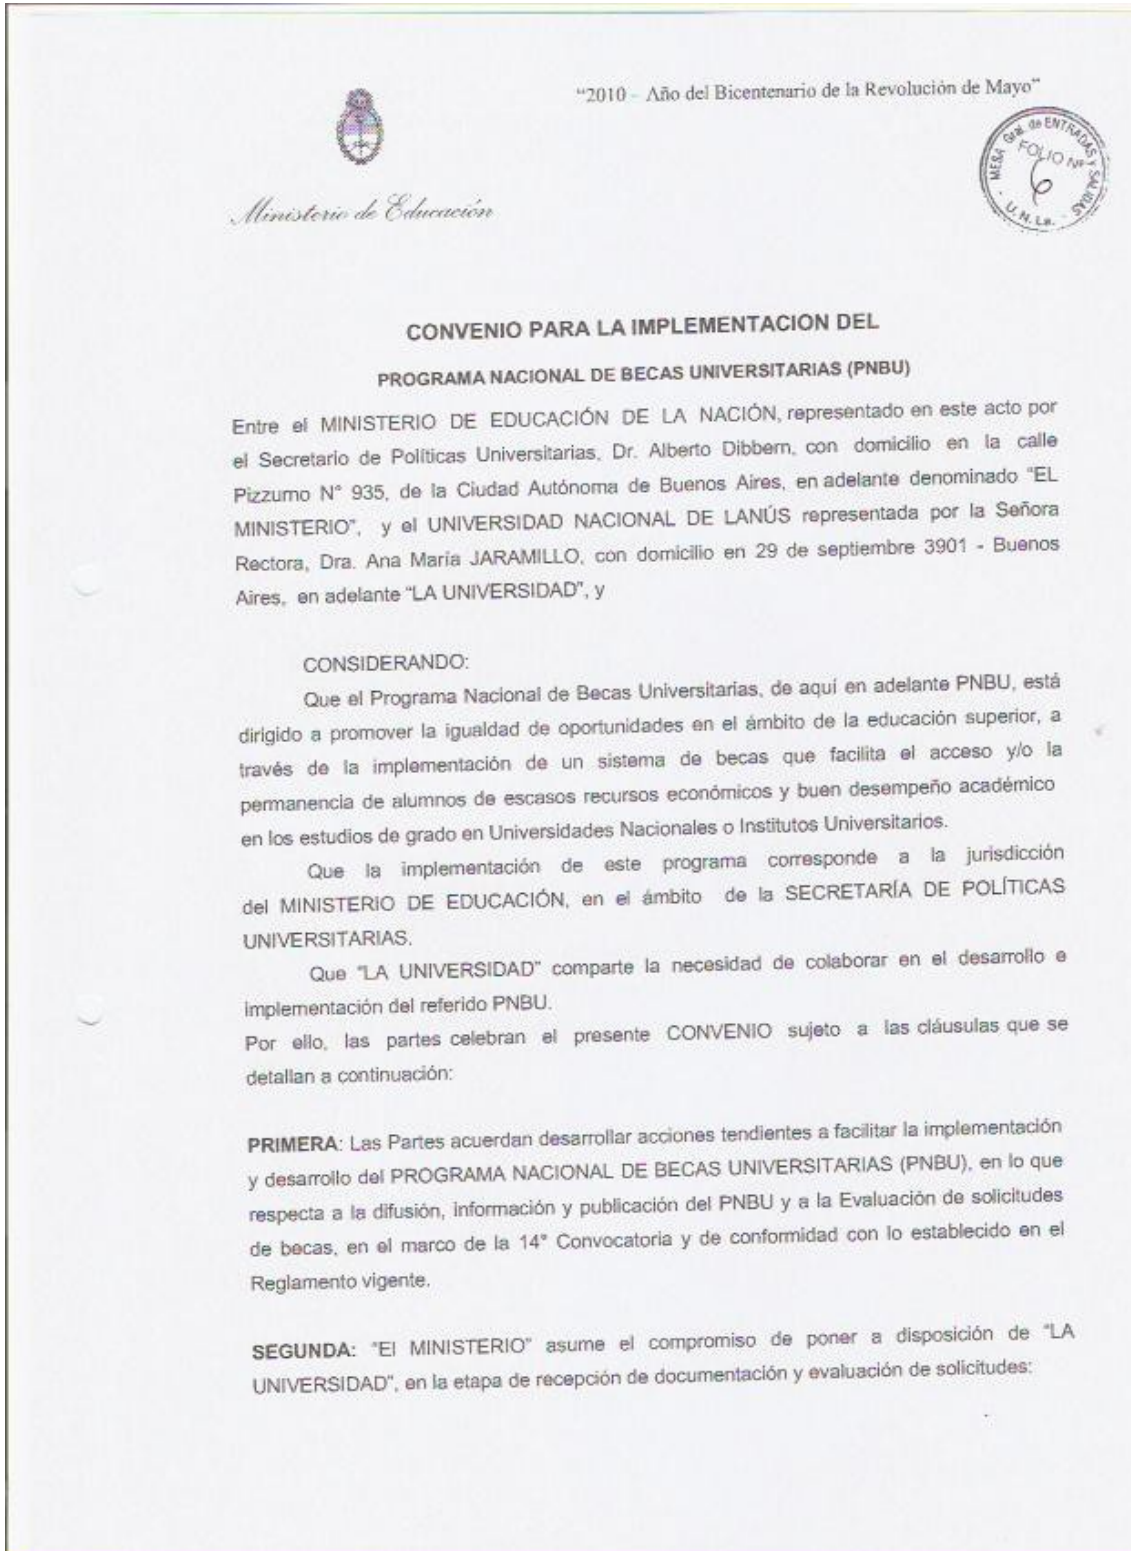 "2010 - Año del Bicentenario de la Revolución de Mayo"
MESA Gral. de ENTRADAS Y SALIDAS
FOLIO Nº
6
U.N.La.
Ministerio de Educación
CONVENIO PARA LA IMPLEMENTACION DEL
PROGRAMA NACIONAL DE BECAS UNIVERSITARIAS (PNBU)
Entre el MINISTERIO DE EDUCACIÓN DE LA NACIÓN, representado en este acto por
el Secretario de Políticas Universitarias, Dr. Alberto Dibbern, con domicilio en la calle
Pizzumo N° 935, de la Ciudad Autónoma de Buenos Aires, en adelante denominado "EL
MINISTERIO", y el UNIVERSIDAD NACIONAL DE LANÚS representada por la Señora
Rectora, Dra. Ana María JARAMILLO, con domicilio en 29 de septiembre 3901 - Buenos
Aires, en adelante "LA UNIVERSIDAD", y
CONSIDERANDO:
Que el Programa Nacional de Becas Universitarias, de aquí en adelante PNBU, está
dirigido a promover la igualdad de oportunidades en el ámbito de la educación superior, a
través de la implementación de un sistema de becas que facilita el acceso y/o la
permanencia de alumnos de escasos recursos económicos y buen desempeño académico
en los estudios de grado en Universidades Nacionales o Institutos Universitarios.
Que la implementación de este programa corresponde a la jurisdicción
del MINISTERIO DE EDUCACIÓN, en el ámbito de la SECRETARÍA DE POLÍTICAS
UNIVERSITARIAS.
Que "LA UNIVERSIDAD" comparte la necesidad de colaborar en el desarrollo e
implementación del referido PNBU.
Por ello, las partes celebran el presente CONVENIO sujeto a las cláusulas que se
detallan a continuación:
PRIMERA: Las Partes acuerdan desarrollar acciones tendientes a facilitar la implementación
y desarrollo del PROGRAMA NACIONAL DE BECAS UNIVERSITARIAS (PNBU), en lo que
respecta a la difusión, información y publicación del PNBU y a la Evaluación de solicitudes
de becas, en el marco de la 14° Convocatoria y de conformidad con lo establecido en el
Reglamento vigente.
SEGUNDA: "El MINISTERIO" asume el compromiso de poner a disposición de "LA
UNIVERSIDAD", en la etapa de recepción de documentación y evaluación de solicitudes: